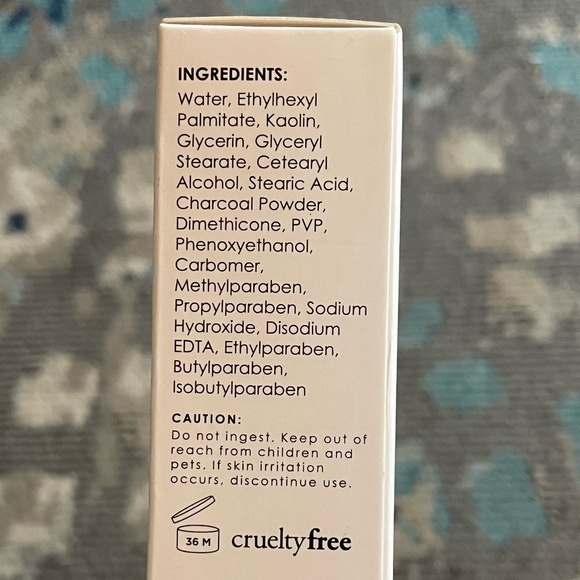 INGREDIENTS:
Water, Ethylhexyl
Palmitate, Kaolin,
Glycerin, Glyceryl
Stearate, Cetearyl
Alcohol, Stearic Acid,
Charcoal Powder,
Dimethicone, PVP,
Phenoxyethanol,
Carbomer,
Methylparaben,
Propylparaben, Sodium
Hydroxide, Disodium
EDTA, Ethylparaben,
Butylparaben,
Isobutylparaben
CAUTION:
Do not ingest. Keep out of
reach from children and
pets. If skin irritation
occurs, discontinue use.
36 M crueltyfree